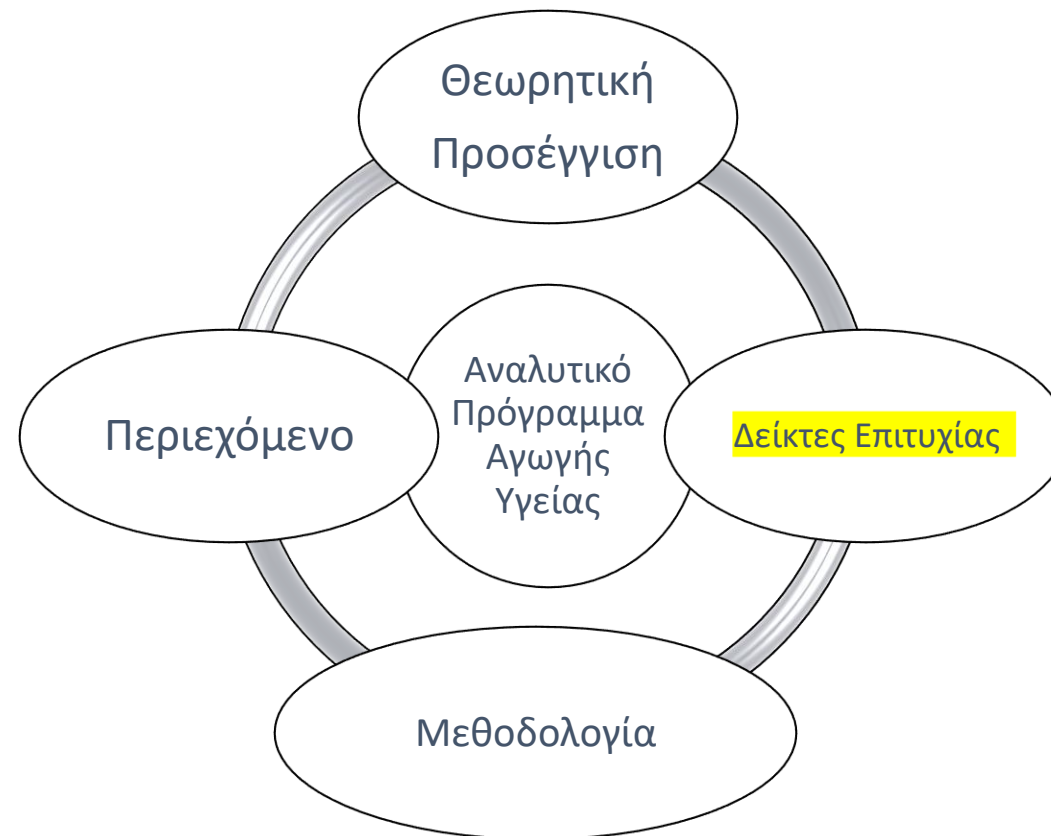 Θεωρητική
Προσέγγιση
Αναλυτικό
Πρόγραμμα
Αγωγής
Υγείας
Περιεχόμενο
Δείκτες Επιτυχίας
Μεθοδολογία